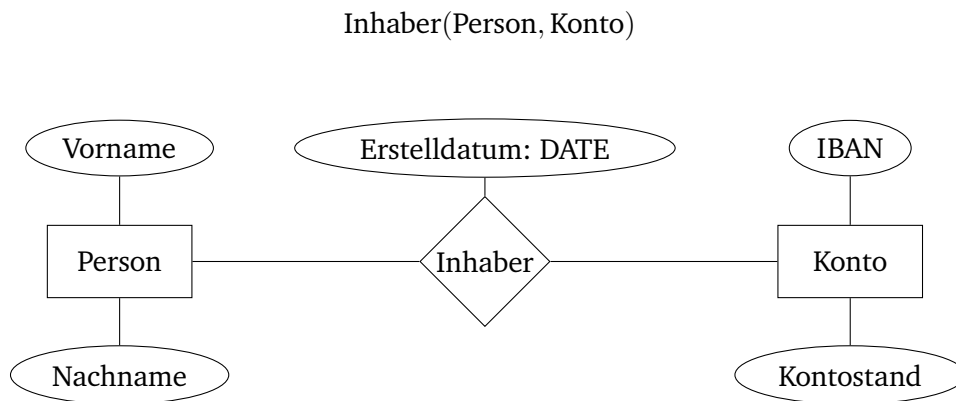 Inhaber(Person, Konto)
Vorname
Erstelldatum: DATE
IBAN
Person
Inhaber
Konto
Nachname
Kontostand